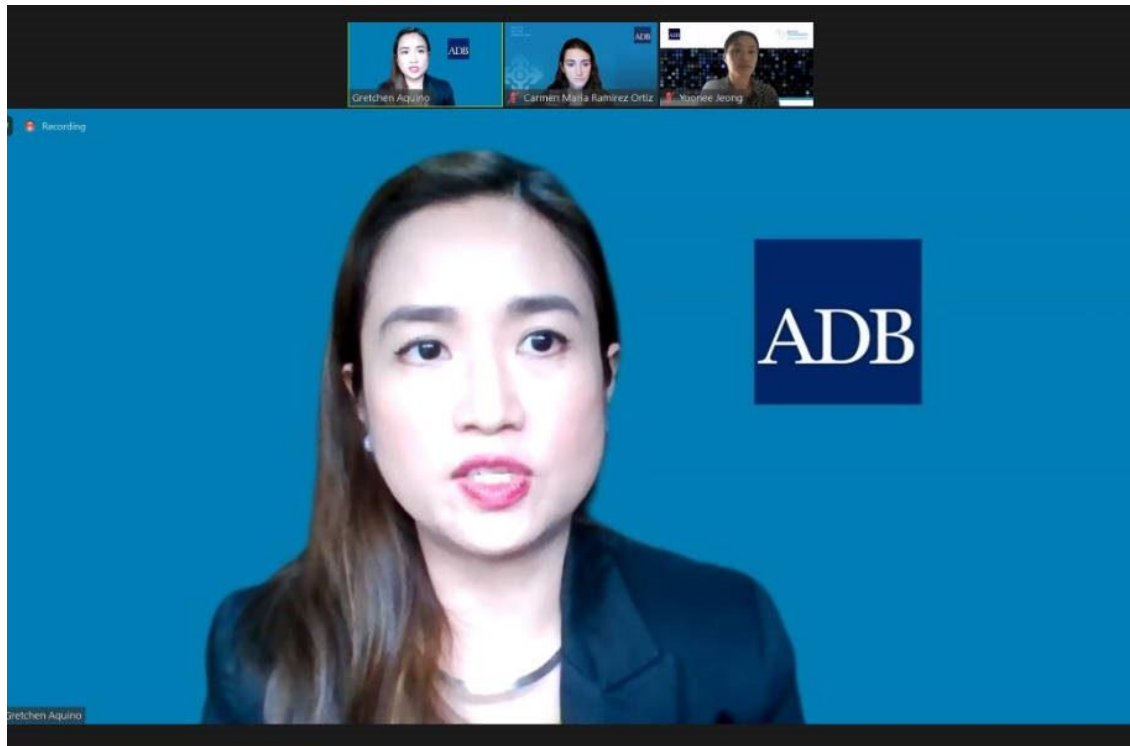 ADB
Gretchen Aquino
ADB
Carmen Maria Ramirez Ortiz
ADB
Yoonee Jeong
Recording
ADB
Gretchen Aquino